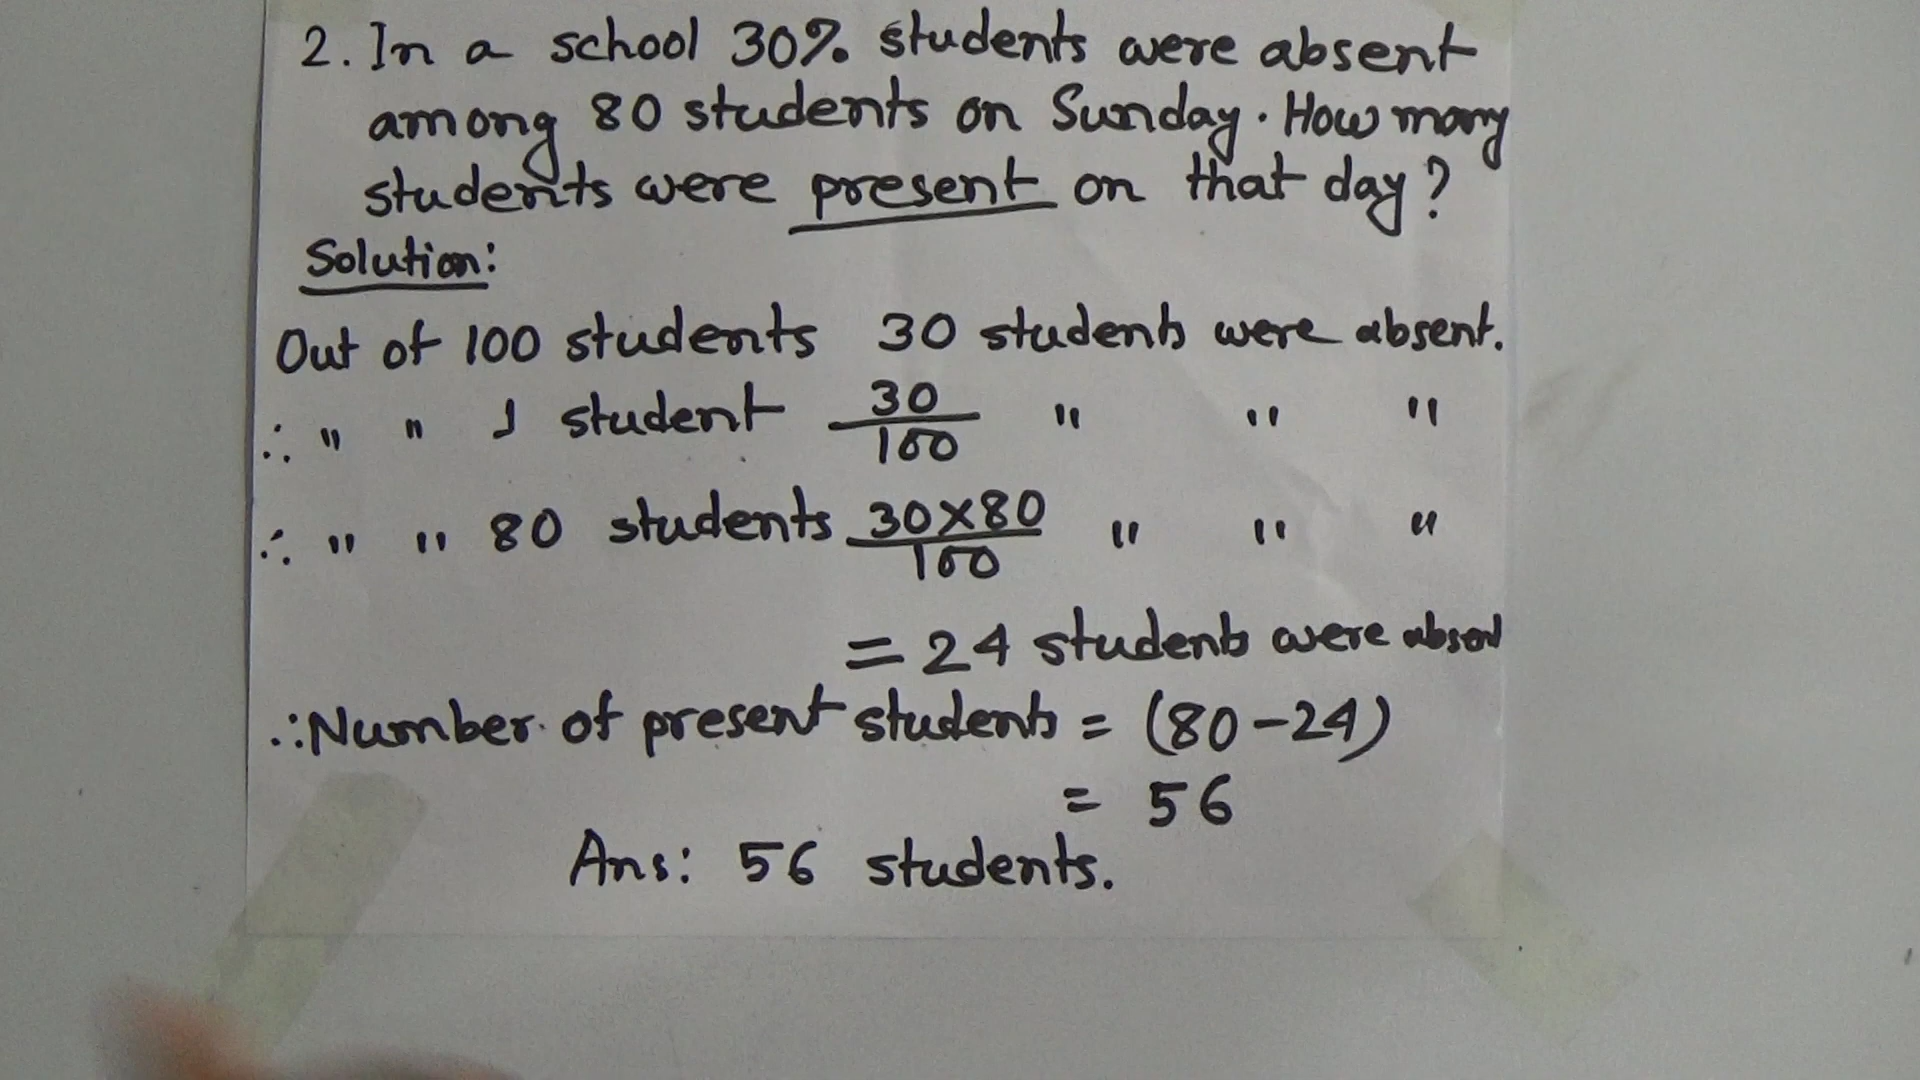 2. In a school 30% students were absent
among 80 students on Sunday. How many
students were present on that day?
Solution:
Out of 100 students 30 students were absent.
∴ " " 1 student 30/100 " " "
∴ " " 80 students 30×80/100 " " "
= 24 students were absent
∴ Number of present students = (80-24)
= 56
Ans: 56 students.